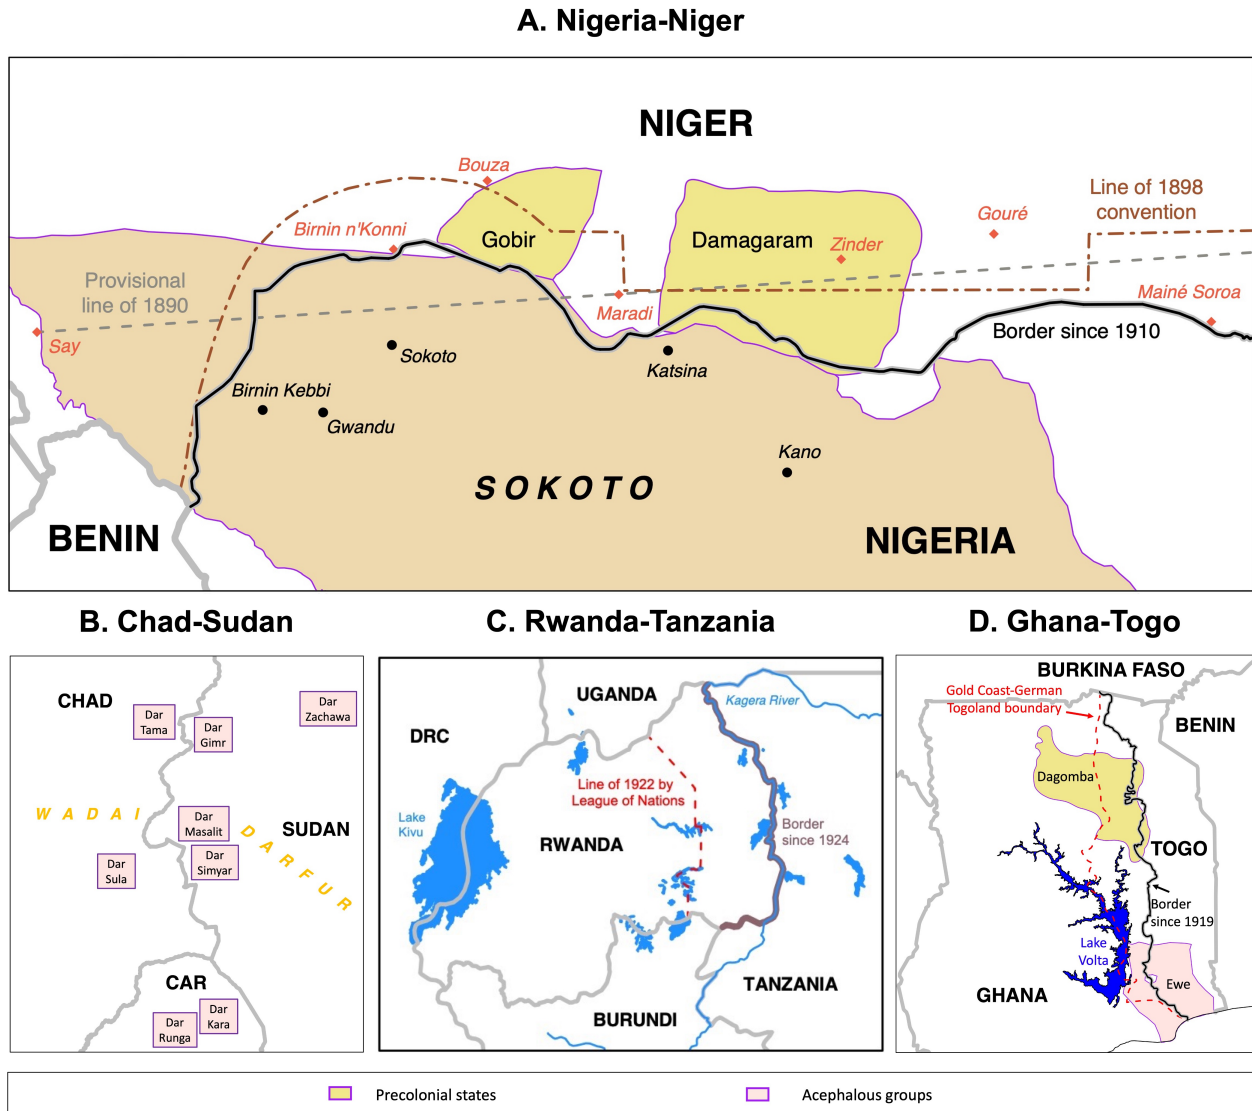 A. Nigeria-Niger
NIGER
Bouza
Line of 1898
convention
Gouré
Birnin n'Konni
Gobir
Damagaram
Zinder
Provisional
line of 1890
Mainé Soroa
Maradi
Say
Border since 1910
Sokoto
Katsina
Birnin Kebbi
Gwandu
Kano
SOKOTO
BENIN
NIGERIA
B. Chad-Sudan
CHAD
Dar
Tama
Dar
Gimr
Dar
Zachawa
WADAI
Dar
Masalit
DARFUR
SUDAN
Dar
Sula
Dar
Simyar
CAR
Dar
Kara
Dar
Runga
C. Rwanda-Tanzania
UGANDA
Kagera River
DRC
Line of 1922 by
League of Nations
Lake
Kivu
RWANDA
Border
since 1924
TANZANIA
BURUNDI
D. Ghana-Togo
BURKINA FASO
Gold Coast-German
Togoland boundary
BENIN
Dagomba
TOGO
Border
since 1919
Lake
Volta
Ewe
GHANA
Precolonial states
Acephalous groups